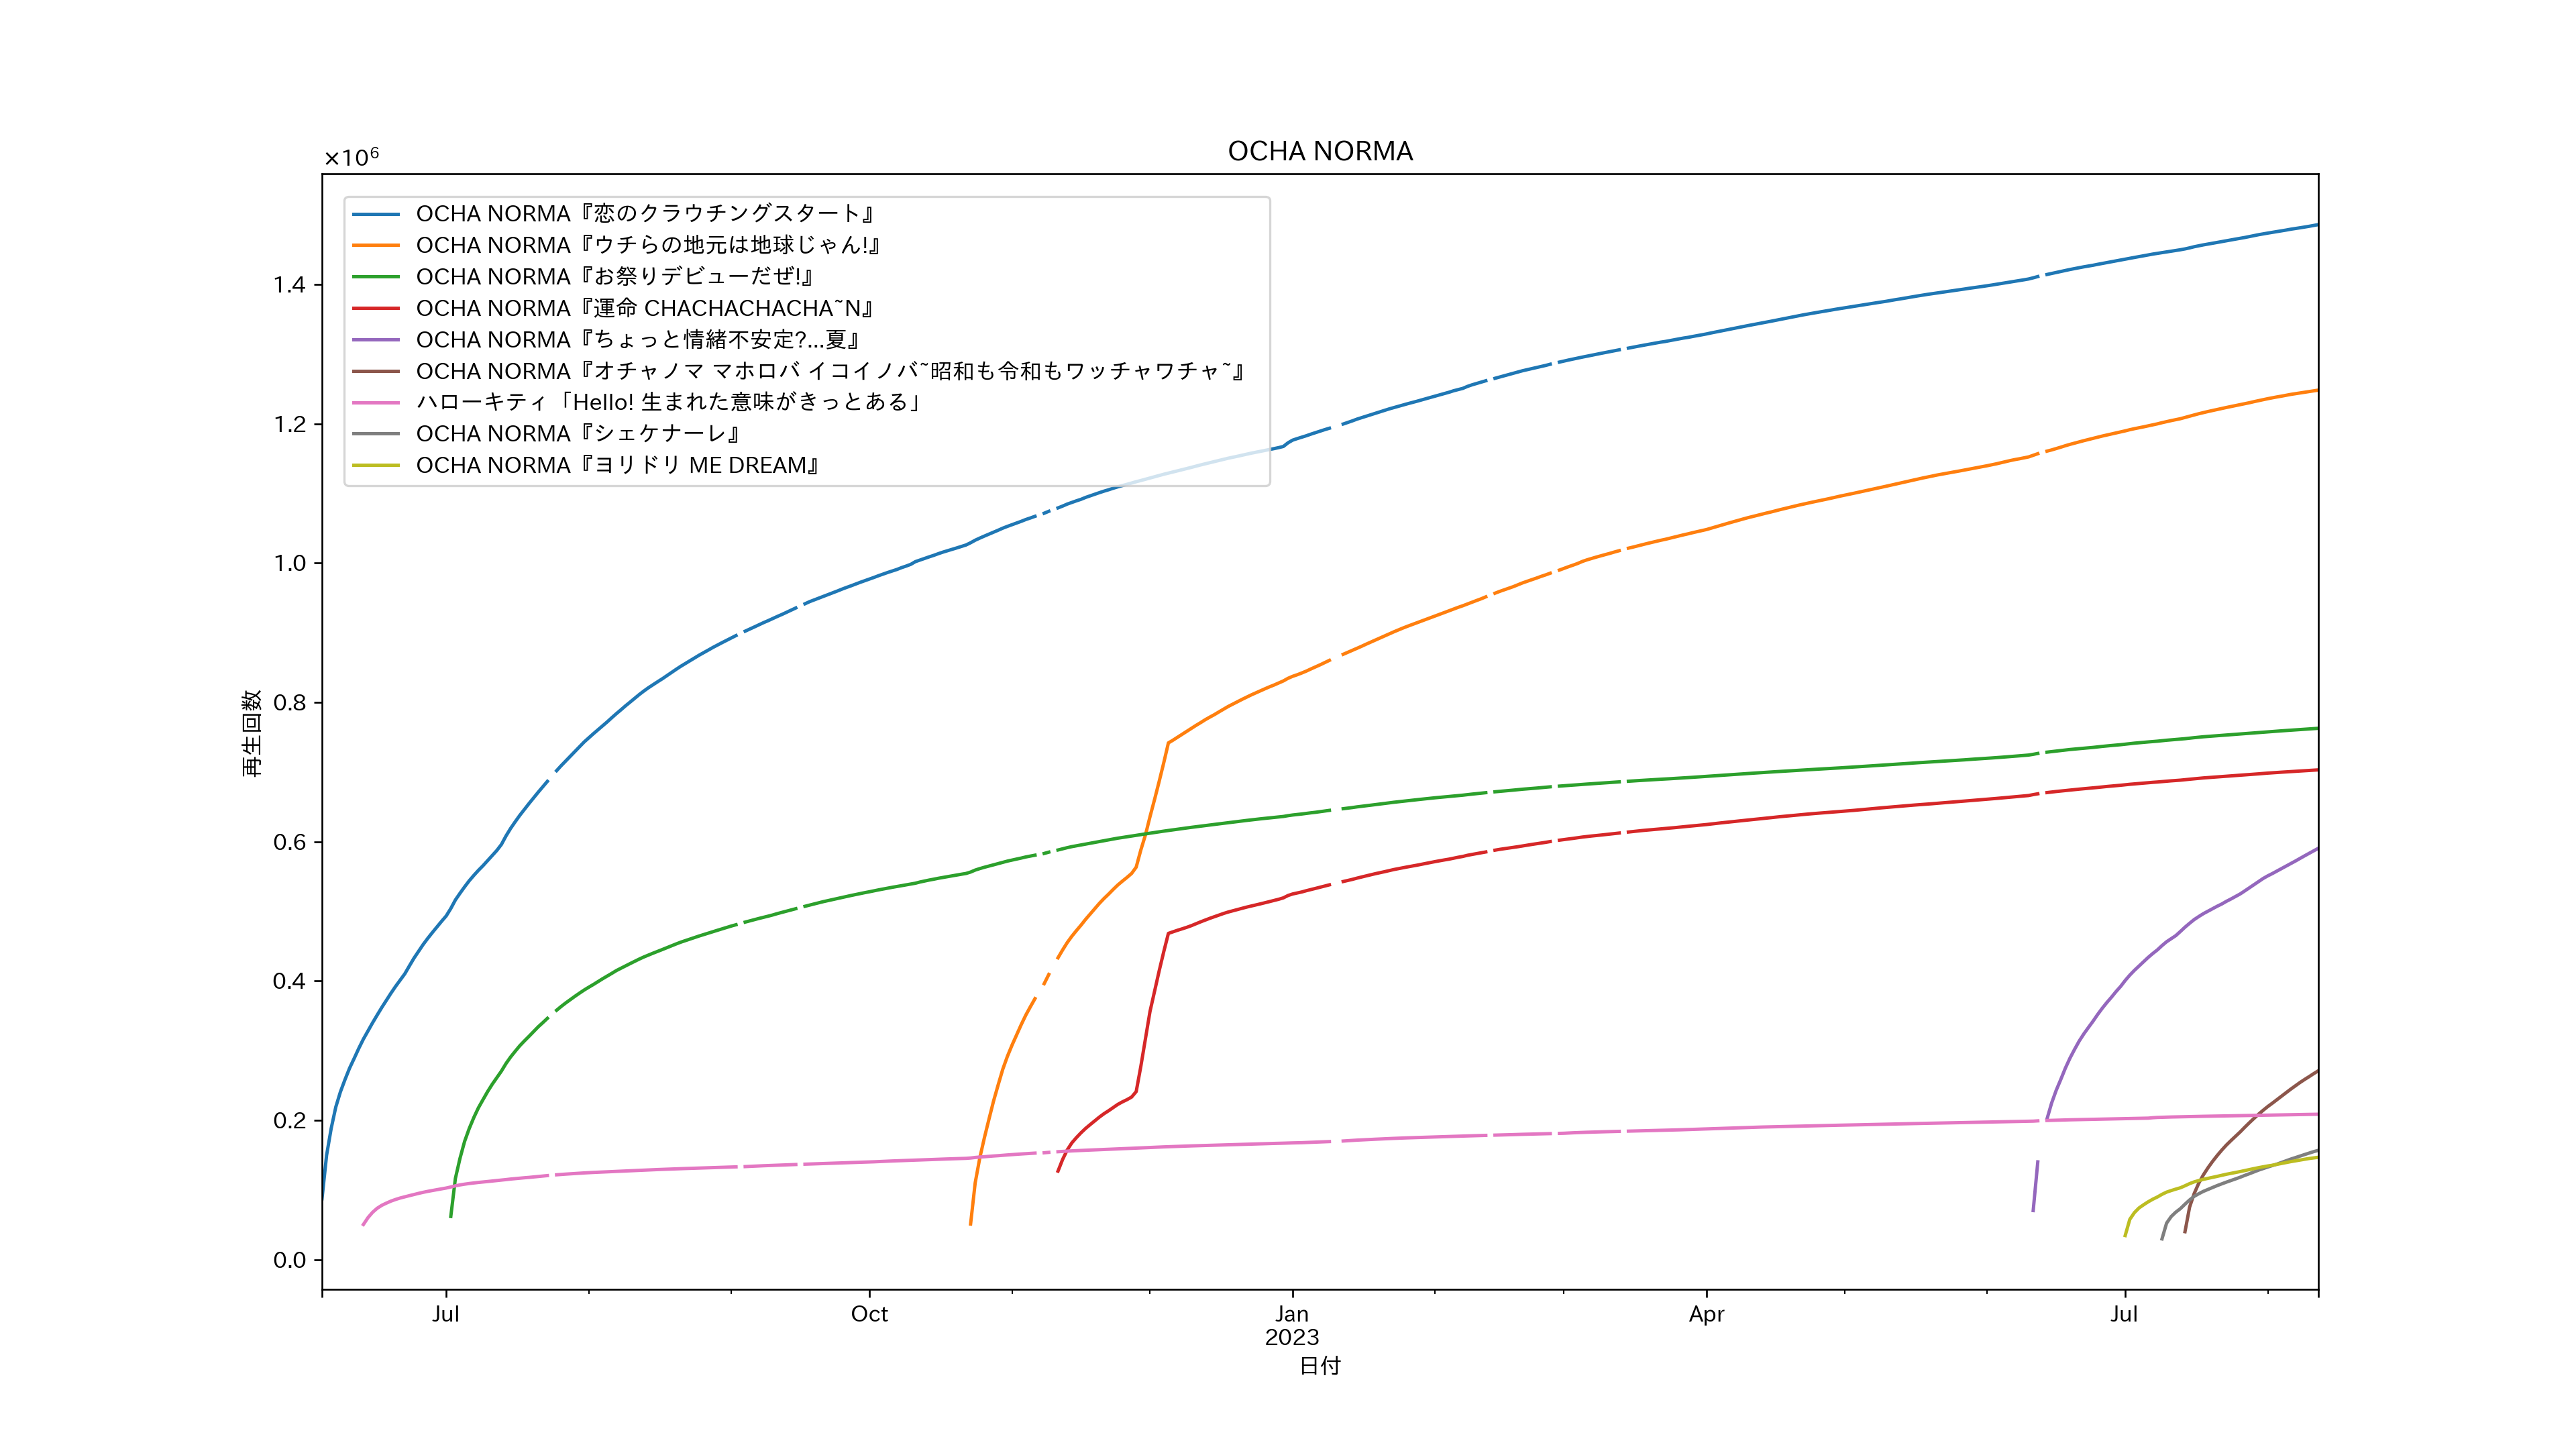 OCHA NORMA
×10⁶
OCHA NORMA『恋のクラウチングスタート』
OCHA NORMA『ウチらの地元は地球じゃん!』
OCHA NORMA『お祭りデビューだぜ!』
OCHA NORMA『運命 CHACHACHACHA~N』
OCHA NORMA『ちょっと情緒不安定?...夏』
OCHA NORMA『オチャノマ マホロバ イコイノバ~昭和も令和もワッチャワチャ~』
ハローキティ「Hello! 生まれた意味がきっとある」
OCHA NORMA『シェケナーレ』
OCHA NORMA『ヨリドリ ME DREAM』
1.4
1.2
1.0
0.8
0.6
0.4
0.2
0.0
再生回数
Jul
Oct
Jan
2023
Apr
Jul
日付